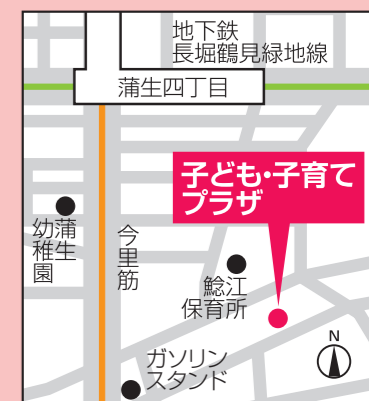 地下鉄
長堀鶴見緑地線
蒲生四丁目
子ども・子育て
プラザ
蒲生
幼稚園
今里筋
鯰江
保育所
N
ガソリン
スタンド